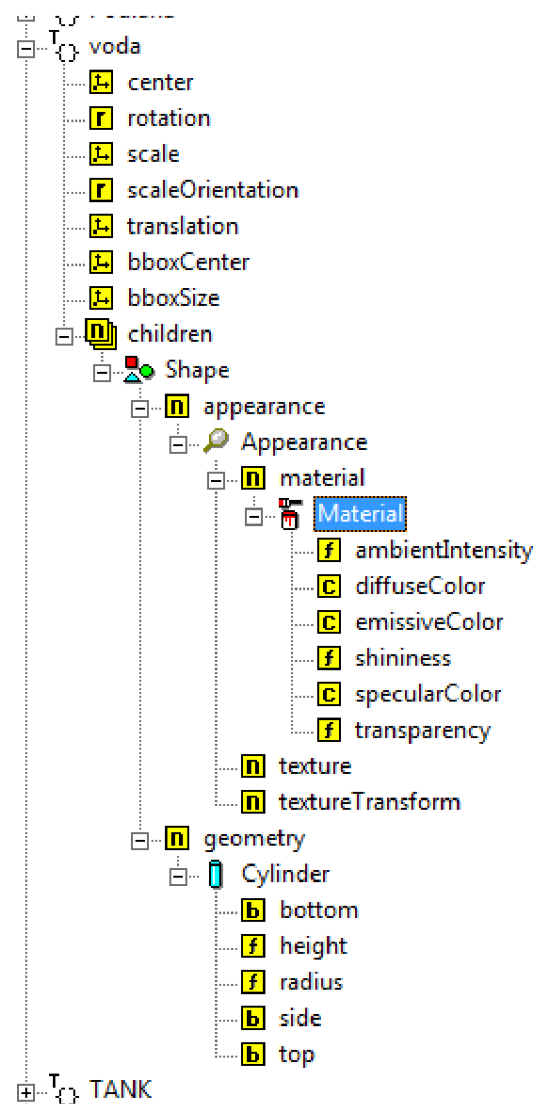 voda
center
rotation
scale
scaleOrientation
translation
bboxCenter
bboxSize
children
Shape
appearance
Appearance
material
Material
ambientIntensity
diffuseColor
emissiveColor
shininess
specularColor
transparency
texture
textureTransform
geometry
Cylinder
bottom
height
radius
side
top
TANK